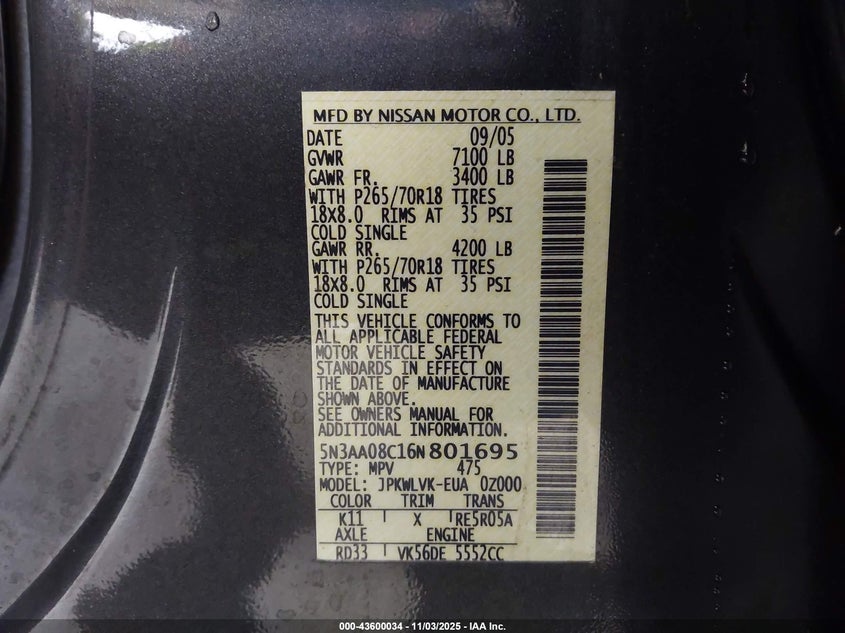 MFD BY NISSAN MOTOR CO., LTD.
DATE 09/05
GVWR 7100 LB
GAWR FR. 3400 LB
WITH P265/70R18 TIRES
18X8.0 RIMS AT 35 PSI
COLD SINGLE
GAWR RR. 4200 LB
WITH P265/70R18 TIRES
18X8.0 RIMS AT 35 PSI
COLD SINGLE
THIS VEHICLE CONFORMS TO
ALL APPLICABLE FEDERAL
MOTOR VEHICLE SAFETY
STANDARDS IN EFFECT ON
THE DATE OF MANUFACTURE
SHOWN ABOVE.
SEE OWNERS MANUAL FOR
ADDITIONAL INFORMATION.
5N3AA08C16N801695
TYPE: MPV 475
MODEL: JPKWLVK-EUA 0Z000
COLOR TRIM TRANS
K11 X RE5R05A
AXLE ENGINE
RD33 VK56DE 5552CC
000-43600034 - 11/03/2025 - IAA Inc.